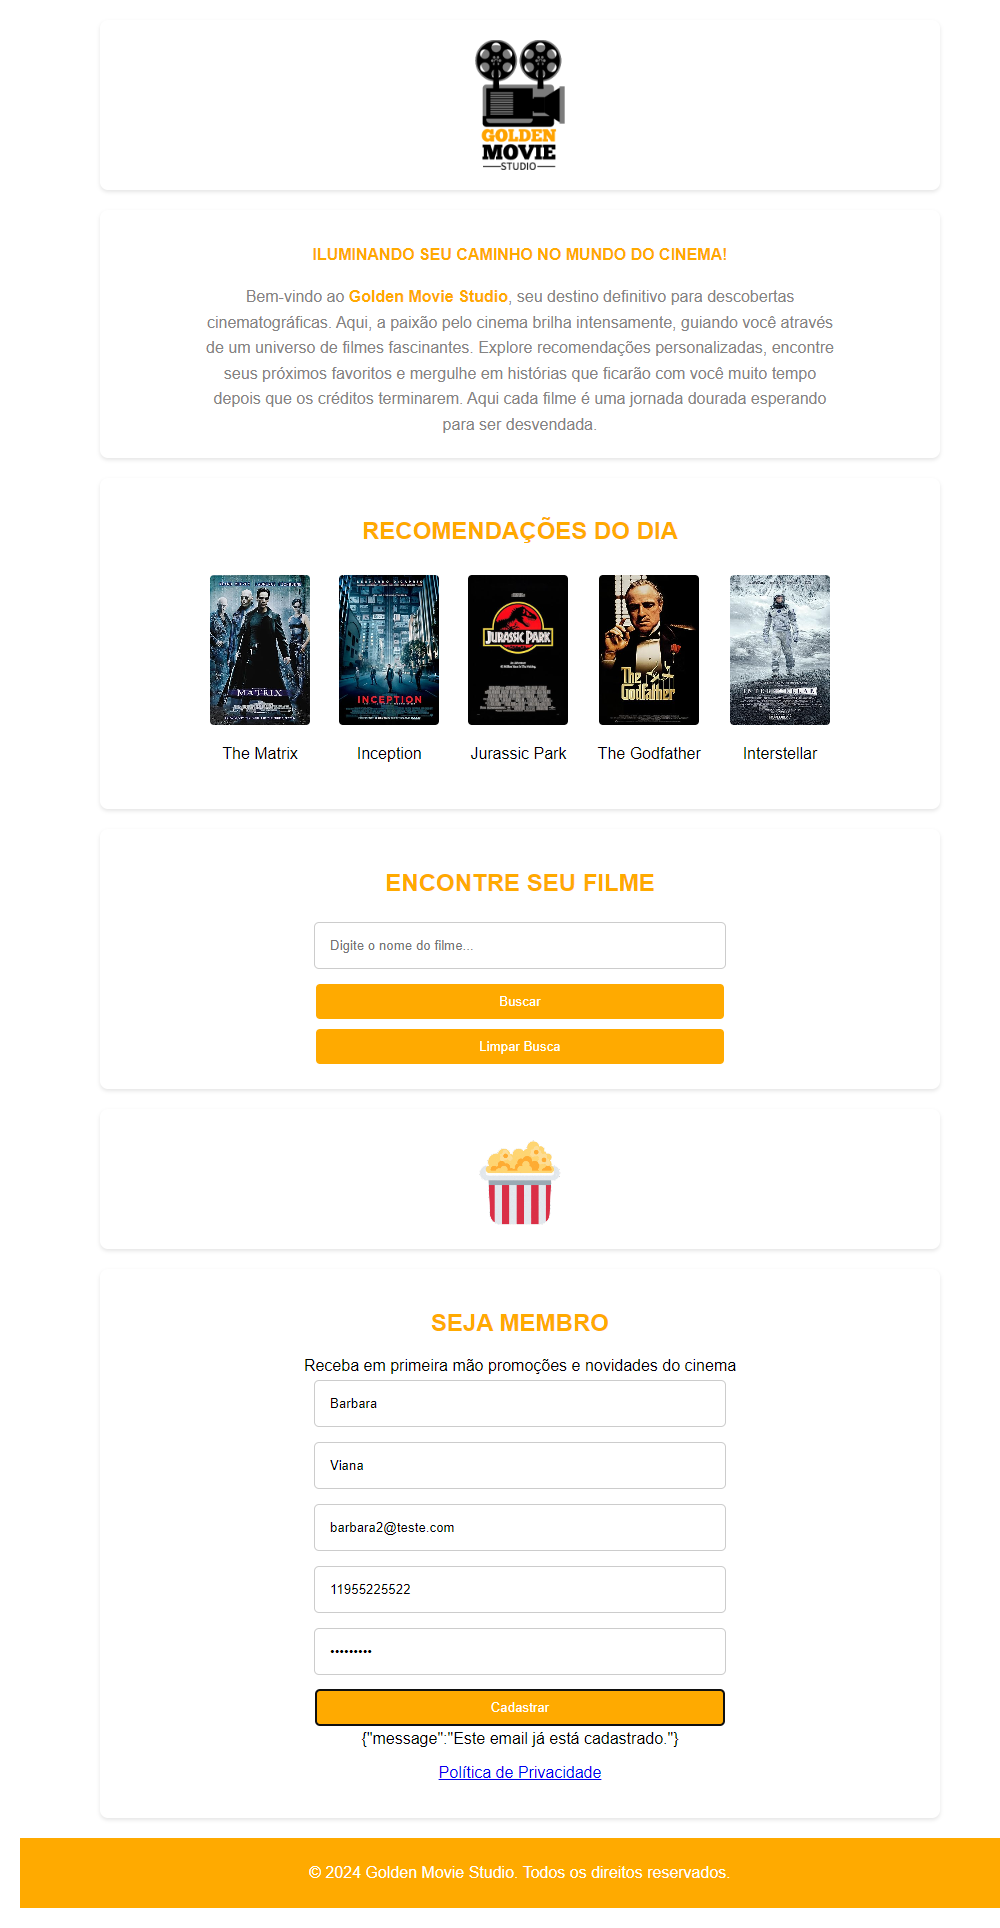 GOLDEN
MOVIE
STUDIO
ILUMINANDO SEU CAMINHO NO MUNDO DO CINEMA!
Bem-vindo ao Golden Movie Studio, seu destino definitivo para descobertas
cinematográficas. Aqui, a paixão pelo cinema brilha intensamente, guiando você através
de um universo de filmes fascinantes. Explore recomendações personalizadas, encontre
seus próximos favoritos e mergulhe em histórias que ficarão com você muito tempo
depois que os créditos terminarem. Aqui cada filme é uma jornada dourada esperando
para ser desvendada.
RECOMENDAÇÕES DO DIA
MATRIX
INCEPTION
JURASSIC PARK
The
Godfather
INTERSTELLAR
The Matrix
Inception
Jurassic Park
The Godfather
Interstellar
ENCONTRE SEU FILME
Digite o nome do filme...
Buscar
Limpar Busca
SEJA MEMBRO
Receba em primeira mão promoções e novidades do cinema
Barbara
Viana
barbara2@teste.com
11955225522
•••••••••
Cadastrar
{"message":"Este email já está cadastrado."}
Política de Privacidade
© 2024 Golden Movie Studio. Todos os direitos reservados.